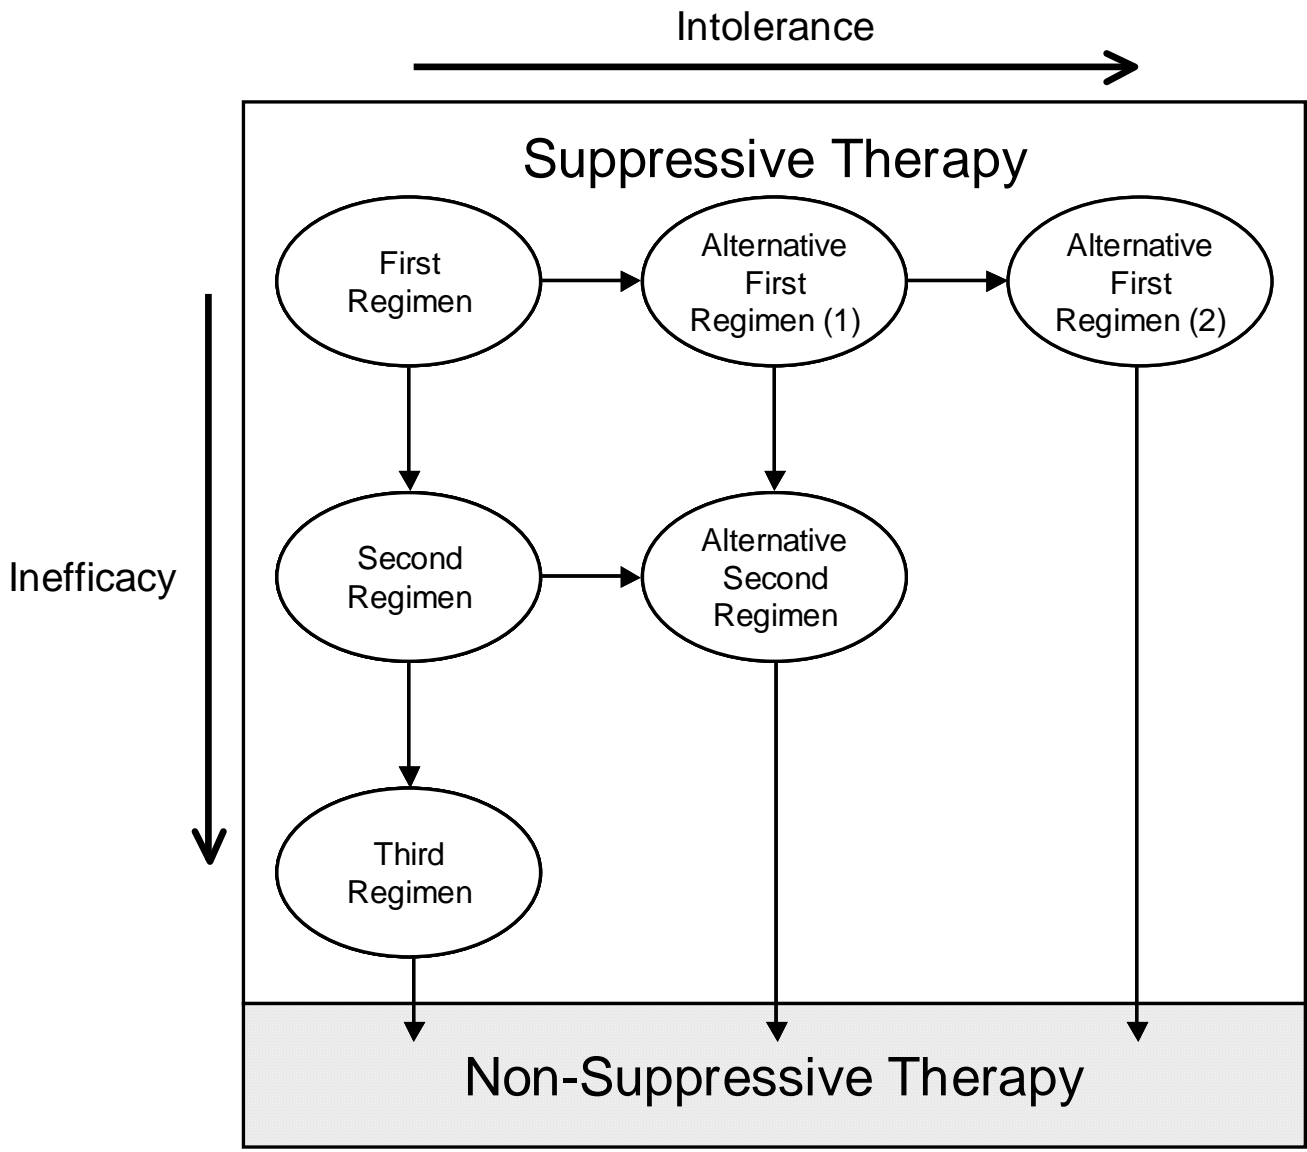 Intolerance
Suppressive Therapy
First
Regimen
Alternative
First
Regimen (1)
Alternative
First
Regimen (2)
Inefficacy
Second
Regimen
Alternative
Second
Regimen
Third
Regimen
Non-Suppressive Therapy